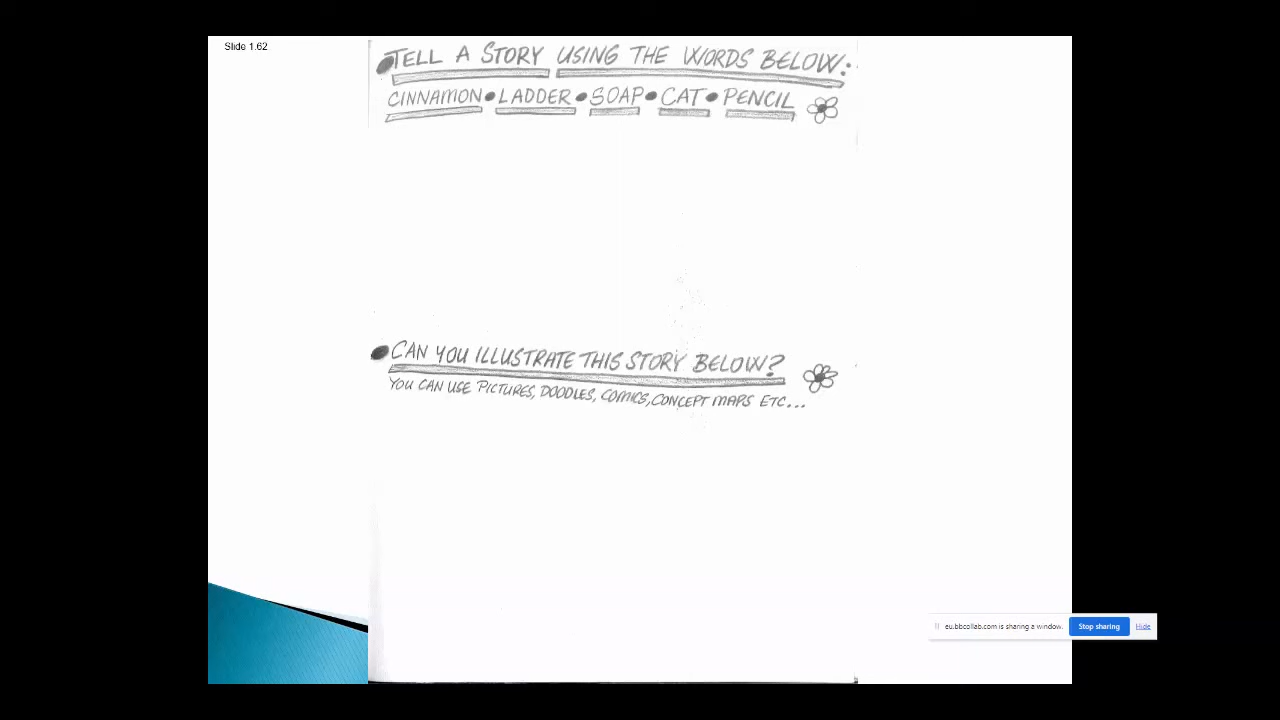 Slide 1.62
TELL A STORY USING THE WORDS BELOW:
CINNAMON • LADDER • SOAP • CAT • PENCIL
CAN YOU ILLUSTRATE THIS STORY BELOW?
YOU CAN USE PICTURES, DOODLES, COMICS, CONCEPT MAPS ETC...
eu.bbcollab.com is sharing a window. Stop sharing Hide